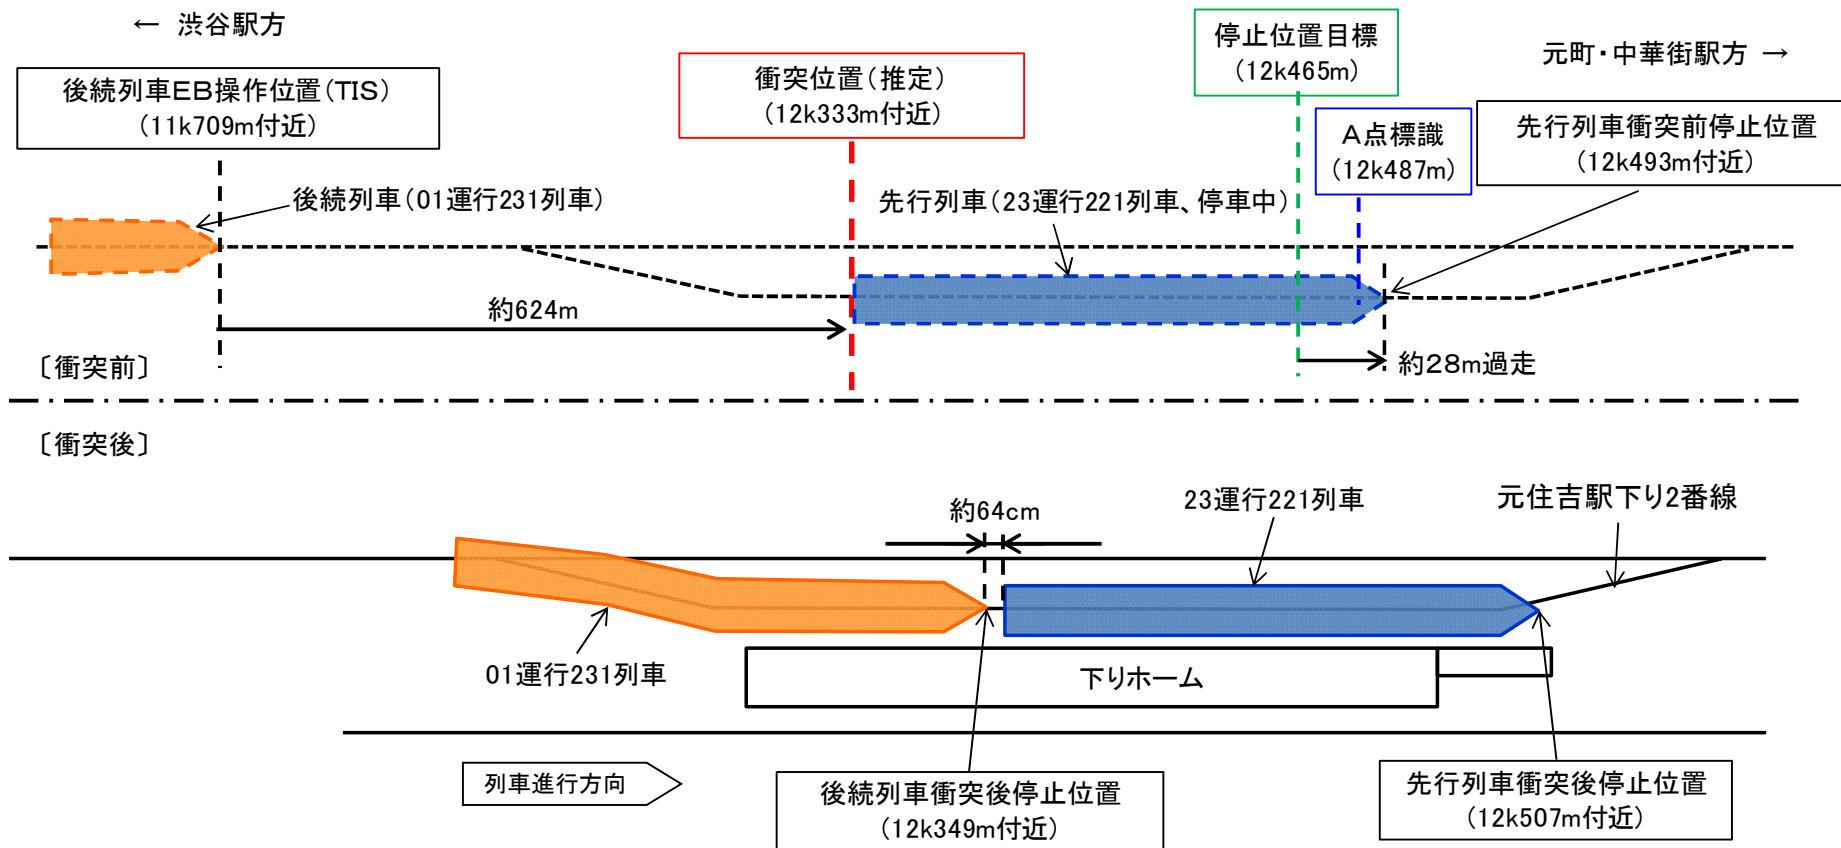 ← 渋谷駅方
元町・中華街駅方 →
後続列車EB操作位置(TIS)
(11k709m付近)
衝突位置(推定)
(12k333m付近)
停止位置目標
(12k465m)
A点標識
(12k487m)
先行列車衝突前停止位置
(12k493m付近)
後続列車(01運行231列車)
先行列車(23運行221列車、停車中)
約624m
約28m過走
〔衝突前〕
〔衝突後〕
約64cm
23運行221列車
元住吉駅下り2番線
01運行231列車
下りホーム
列車進行方向
後続列車衝突後停止位置
(12k349m付近)
先行列車衝突後停止位置
(12k507m付近)